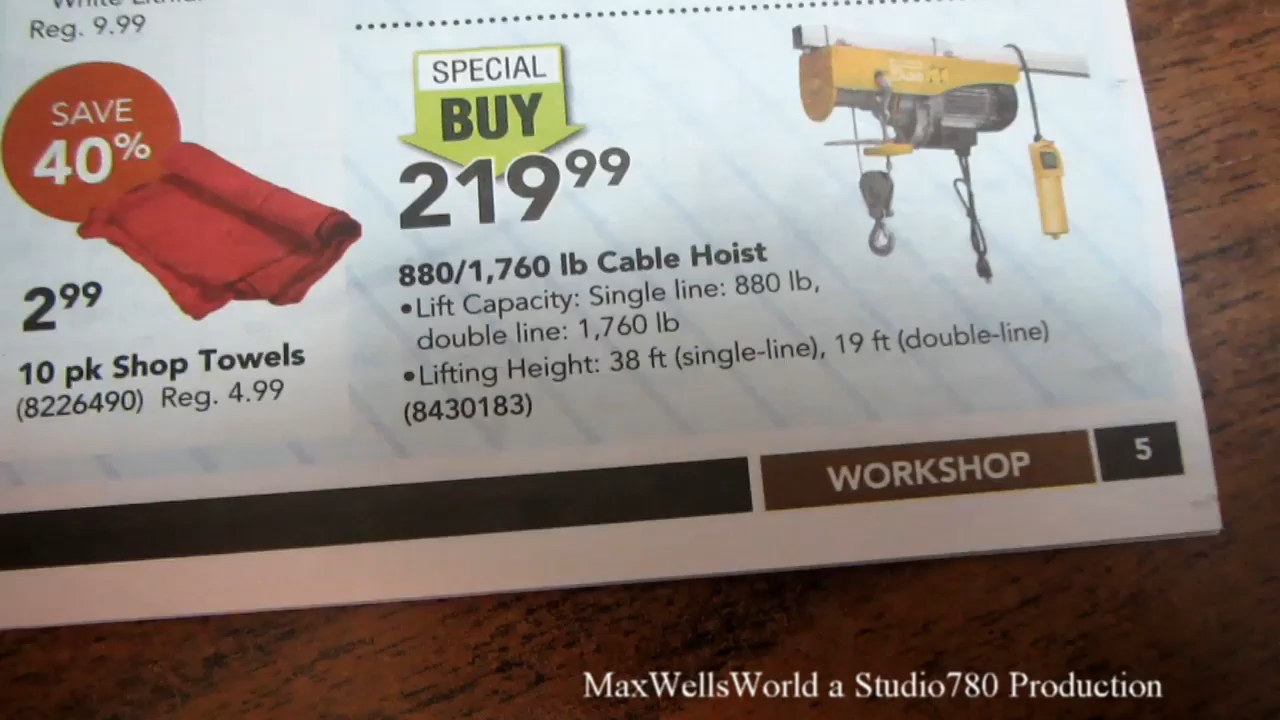 White Lithiu
Reg. 9.99
SAVE
40%
2 99
10 pk Shop Towels
(8226490) Reg. 4.99
SPECIAL
BUY
219 99
880/1,760 lb Cable Hoist
•Lift Capacity: Single line: 880 lb,
double line: 1,760 lb
•Lifting Height: 38 ft (single-line), 19 ft (double-line)
(8430183)
WORKSHOP 5
MaxWellsWorld a Studio780 Production